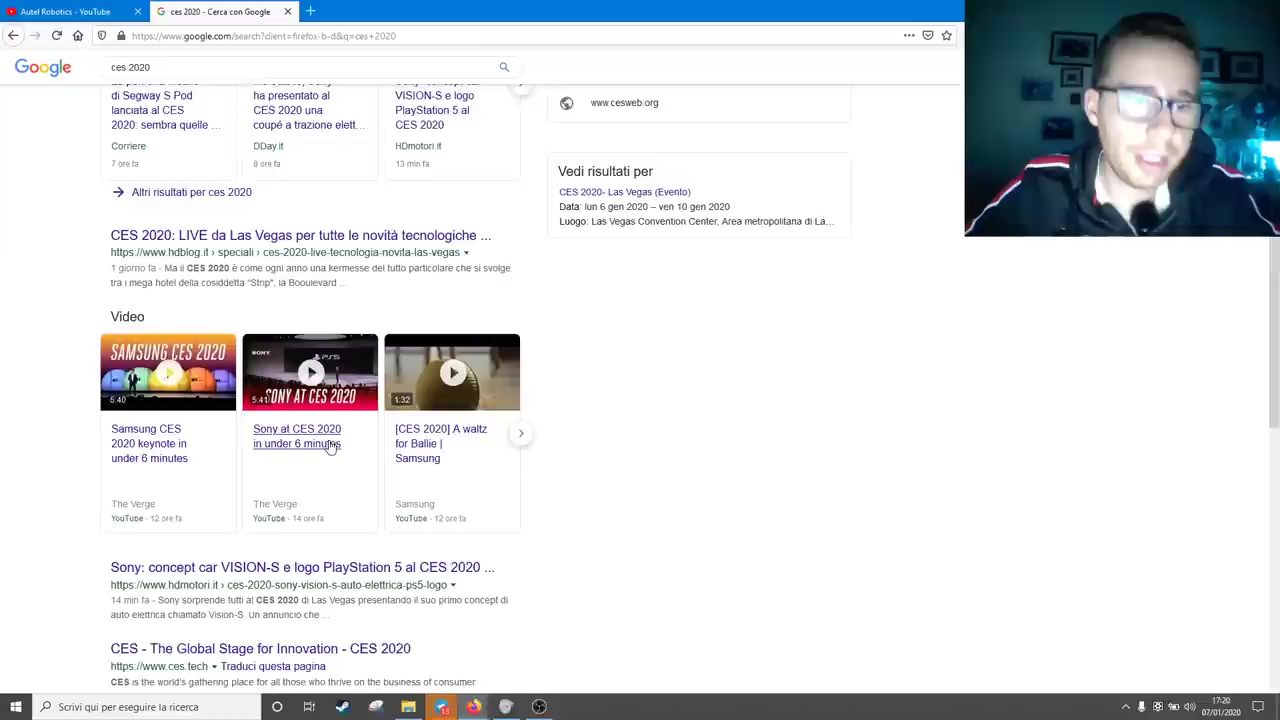 Autel Robotics - YouTube
ces 2020 - Cerca con Google
https://www.google.com/search?client=firefox-b-d&q=ces+2020
Google
ces 2020
di Segway S Pod
lanciata al CES
2020: sembra quelle ...
Corriere
7 ore fa
ha presentato al
CES 2020 una
coupé a trazione elett...
DDay.it
8 ore fa
VISION-S e logo
PlayStation 5 al
CES 2020
HDmotori.it
13 min fa
www.cesweb.org
Altri risultati per ces 2020
Vedi risultati per
CES 2020- Las Vegas (Evento)
Data: lun 6 gen 2020 – ven 10 gen 2020
Luogo: Las Vegas Convention Center, Area metropolitana di La...
CES 2020: LIVE da Las Vegas per tutte le novità tecnologiche ...
https://www.hdblog.it › speciali › ces-2020-live-tecnologia-novita-las-vegas
1 giorno fa - Ma il CES 2020 è come ogni anno una kermesse del tutto particolare che si svolge
tra i mega hotel della cosiddetta "Strip", la Booulevard ...
Video
SAMSUNG CES 2020
5:40
SONY
PS5
SONY AT CES 2020
5:41
1:32
Samsung CES
2020 keynote in
under 6 minutes
The Verge
YouTube - 12 ore fa
Sony at CES 2020
in under 6 minutes
The Verge
YouTube - 14 ore fa
[CES 2020] A waltz
for Ballie |
Samsung
Samsung
YouTube - 12 ore fa
Sony: concept car VISION-S e logo PlayStation 5 al CES 2020 ...
https://www.hdmotori.it › ces-2020-sony-vision-s-auto-elettrica-ps5-logo
14 min fa - Sony sorprende tutti al CES 2020 di Las Vegas presentando il suo primo concept di
auto elettrica chiamato Vision-S. Un annuncio che ...
CES - The Global Stage for Innovation - CES 2020
https://www.ces.tech Traduci questa pagina
CES is the world's gathering place for all those who thrive on the business of consumer
Scrivi qui per eseguire la ricerca
13
17:20
07/01/2020